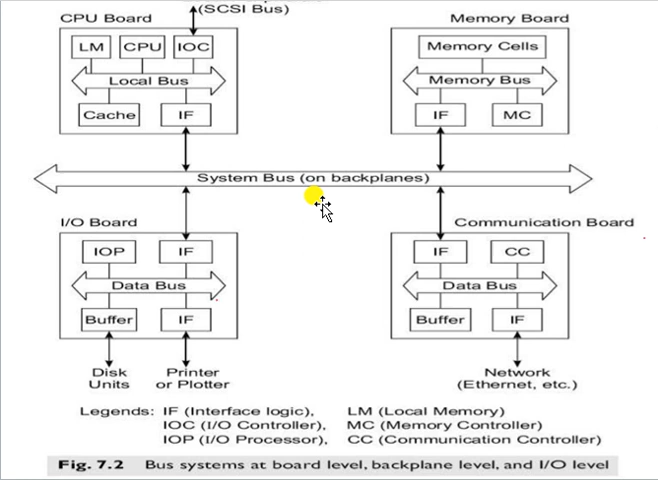 (SCSI Bus)
CPU Board
LM CPU IOC
Local Bus
Cache IF
Memory Board
Memory Cells
Memory Bus
IF MC
System Bus (on backplanes)
I/O Board
IOP IF
Data Bus
Buffer IF
Disk
Units
Printer
or Plotter
Communication Board
IF CC
Data Bus
Buffer IF
Network
(Ethernet, etc.)
Legends: IF (Interface logic), LM (Local Memory)
IOC (I/O Controller), MC (Memory Controller)
IOP (I/O Processor), CC (Communication Controller)
Fig. 7.2 Bus systems at board level, backplane level, and I/O level